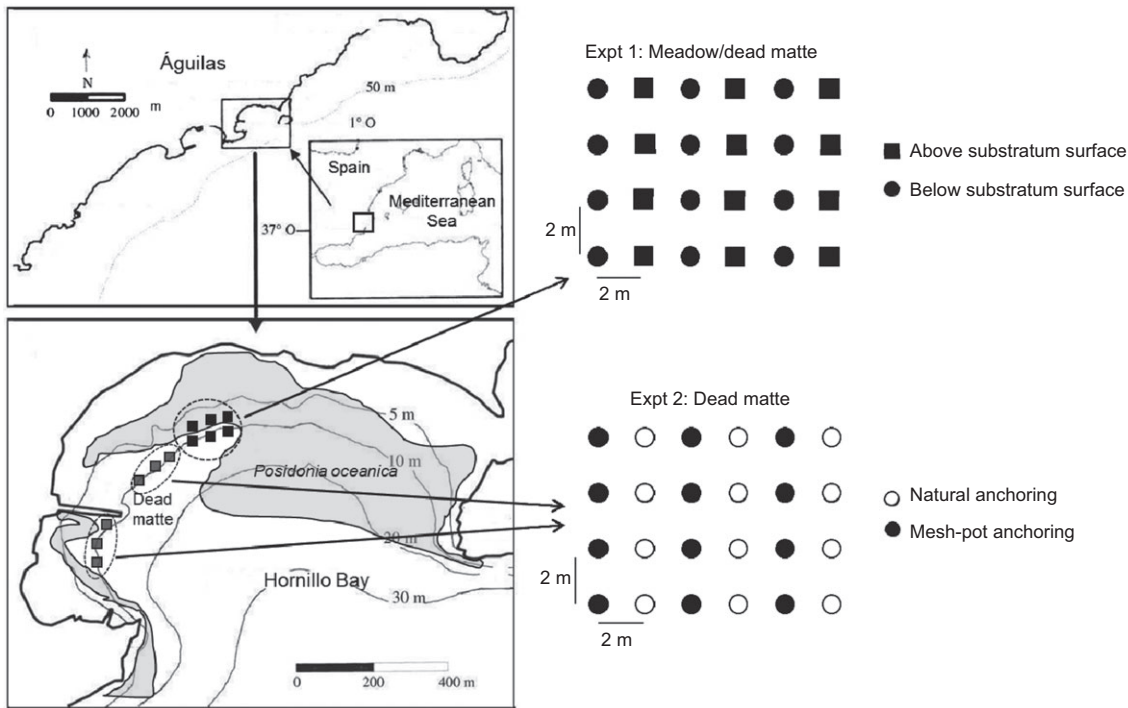 Águilas
N
0 1000 2000 m
50 m
1° O
Spain
Mediterranean
Sea
37° O
5 m
10 m
Posidonia oceanica
Dead
matte
20 m
Hornillo Bay
30 m
0 200 400 m
Expt 1: Meadow/dead matte
Above substratum surface
Below substratum surface
2 m
2 m
Expt 2: Dead matte
Natural anchoring
Mesh-pot anchoring
2 m
2 m